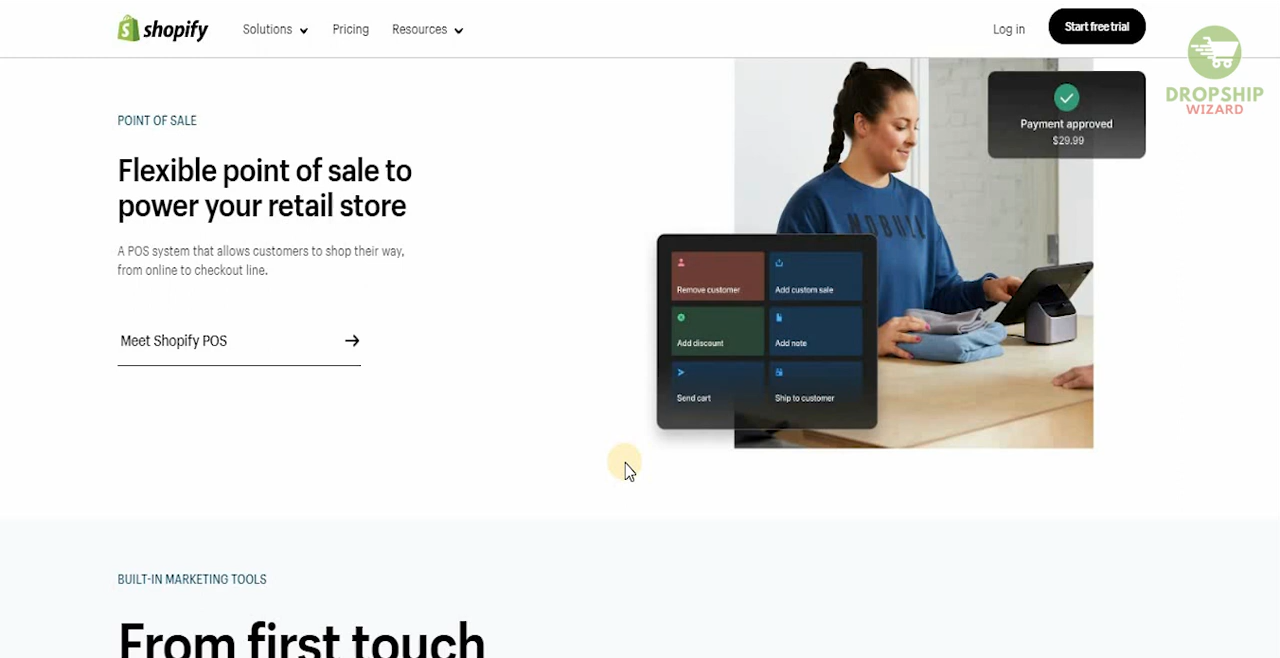 shopify
Solutions
Pricing
Resources
Log in
Start free trial
DROPSHIP
WIZARD
POINT OF SALE
Flexible point of sale to
power your retail store
A POS system that allows customers to shop their way,
from online to checkout line.
Meet Shopify POS
Payment approved
$29.99
NOBULL
Remove customer
Add custom sale
Add discount
Add note
Send cart
Ship to customer
BUILT-IN MARKETING TOOLS
From first touch